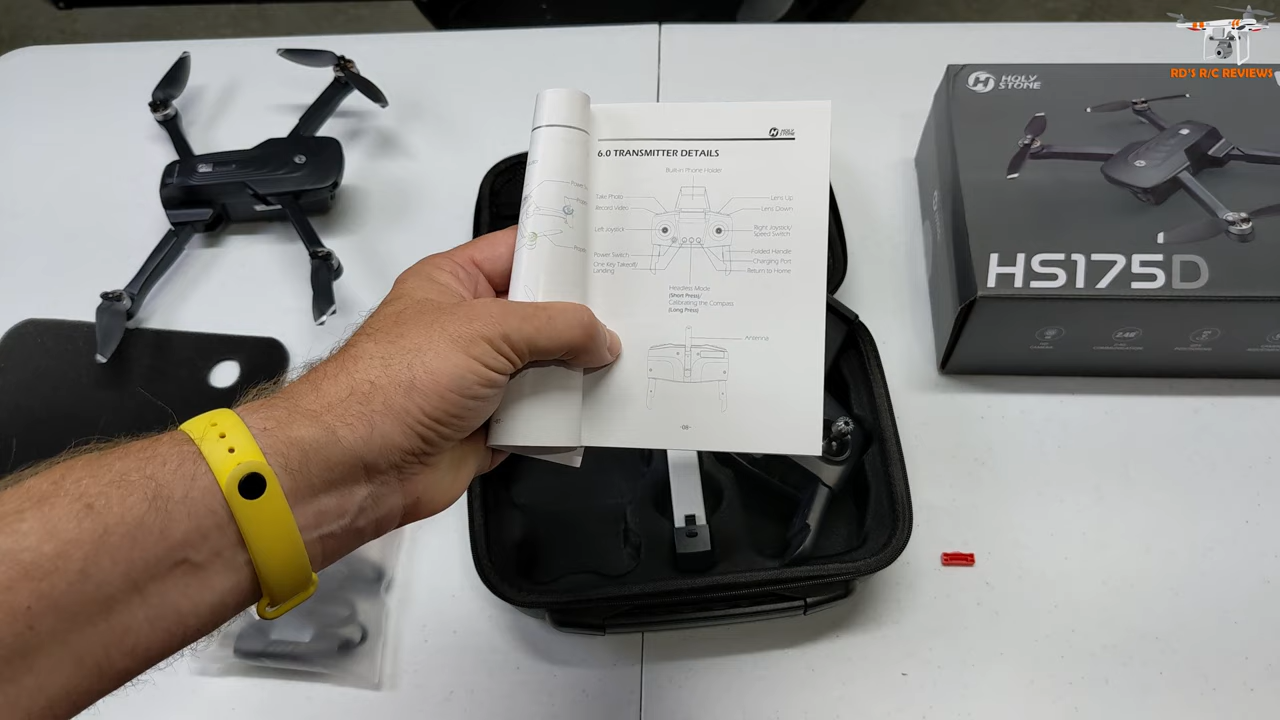 RD'S R/C REVIEWS
HOLY
STONE
HS175D
HOLY
STONE
6.0 TRANSMITTER DETAILS
Built-in Phone Holder
Take Photo
Lens Up
Record Video
Lens Down
Left Joystick
Right Joystick/
Speed Switch
Power Switch
Folded Handle
One Key Takeoff/
Landing
Charging Port
Return to Home
Headless Mode
(Short Press)/
Calibrating the Compass
(Long Press)
Antenna